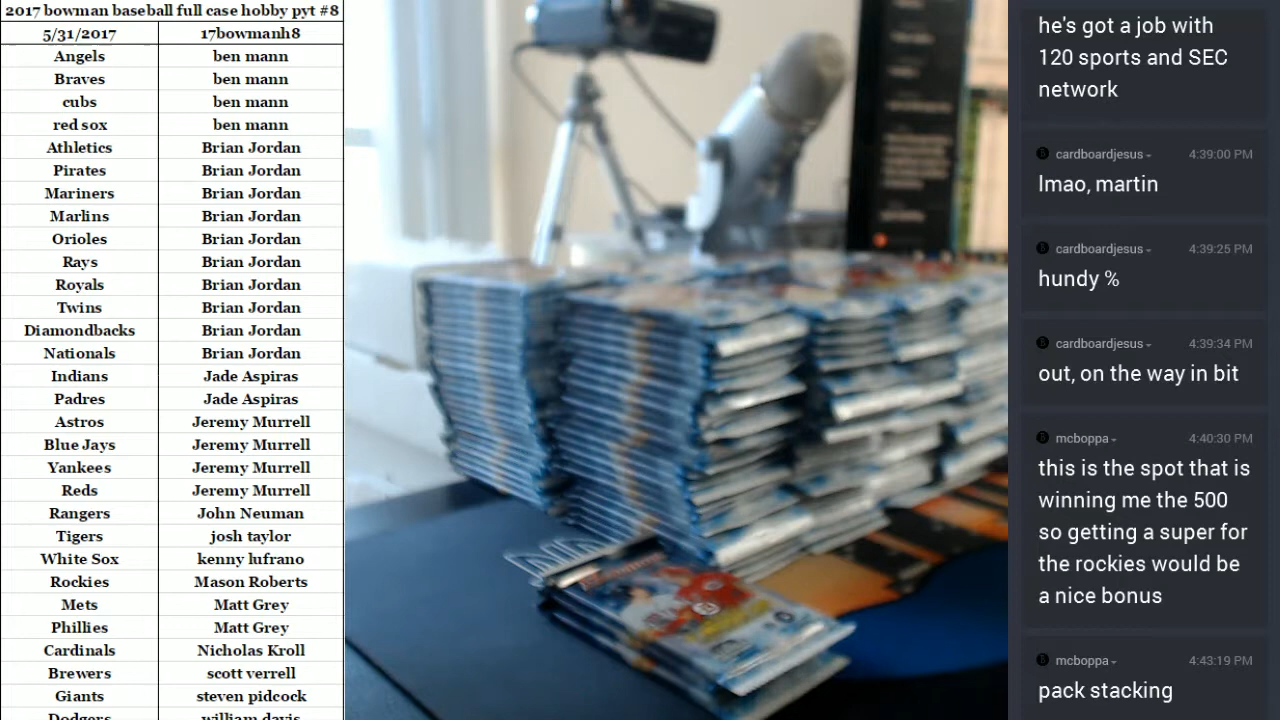 2017 bowman baseball full case hobby pyt #8
5/31/2017 17bowmanh8
Angels ben mann
Braves ben mann
cubs ben mann
red sox ben mann
Athletics Brian Jordan
Pirates Brian Jordan
Mariners Brian Jordan
Marlins Brian Jordan
Orioles Brian Jordan
Rays Brian Jordan
Royals Brian Jordan
Twins Brian Jordan
Diamondbacks Brian Jordan
Nationals Brian Jordan
Indians Jade Aspiras
Padres Jade Aspiras
Astros Jeremy Murrell
Blue Jays Jeremy Murrell
Yankees Jeremy Murrell
Reds Jeremy Murrell
Rangers John Neuman
Tigers josh taylor
White Sox kenny lufrano
Rockies Mason Roberts
Mets Matt Grey
Phillies Matt Grey
Cardinals Nicholas Kroll
Brewers scott verrell
Giants steven pidcock
Dodgers william davis
he's got a job with
120 sports and SEC
network
cardboardjesus 4:39:00 PM
lmao, martin
cardboardjesus 4:39:25 PM
hundy %
cardboardjesus 4:39:34 PM
out, on the way in bit
mcboppa 4:40:30 PM
this is the spot that is
winning me the 500
so getting a super for
the rockies would be
a nice bonus
mcboppa 4:43:19 PM
pack stacking